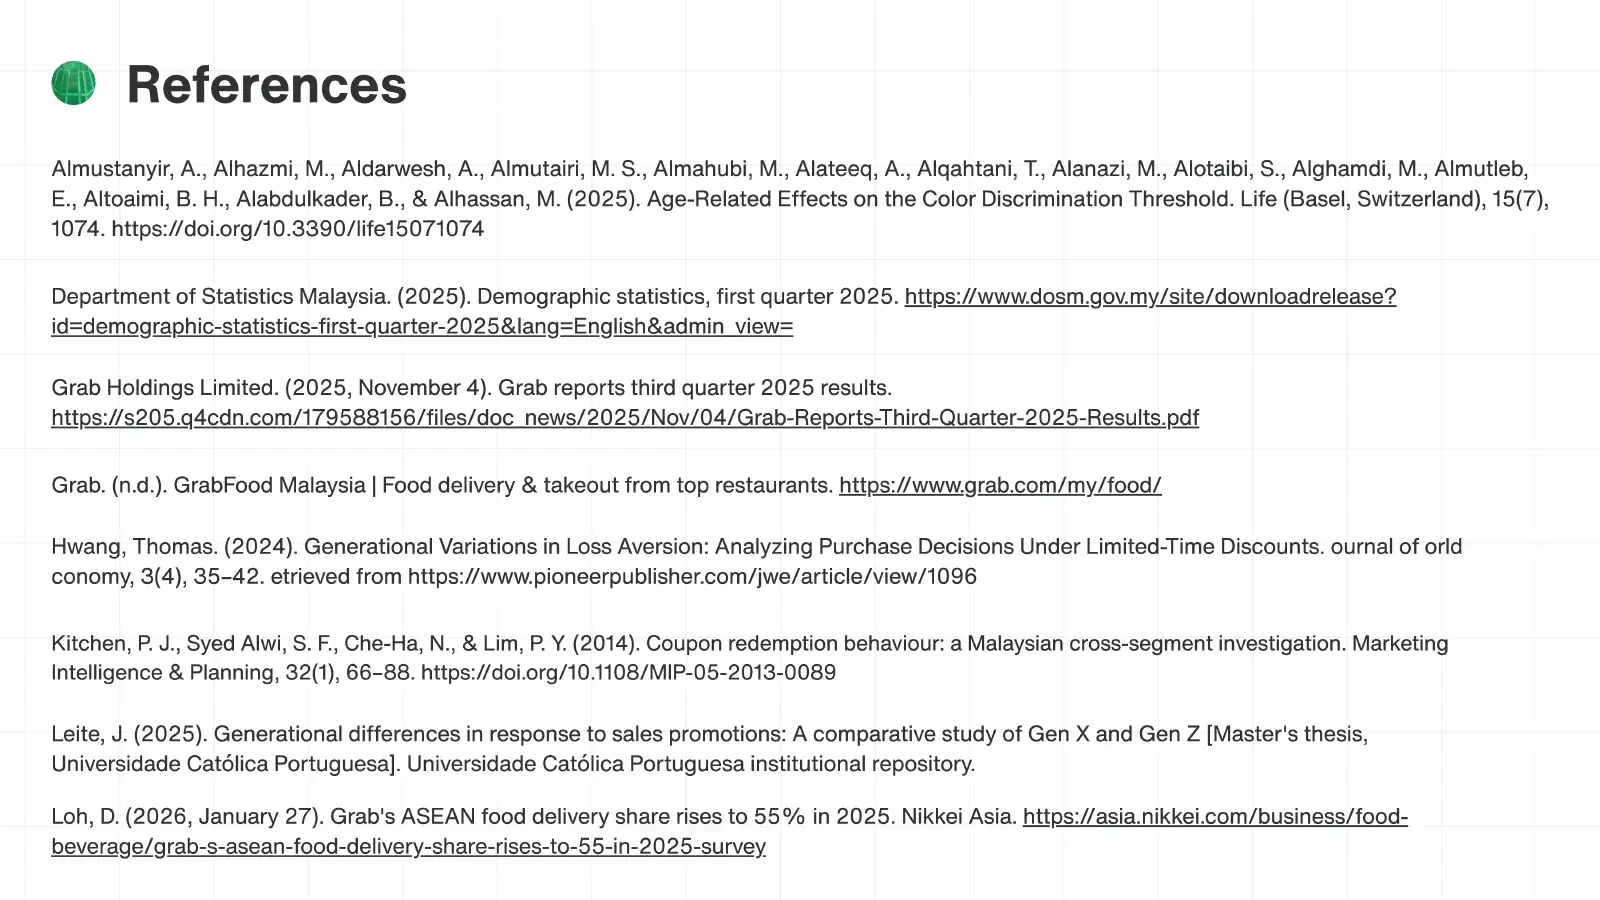 References
Almustanyir, A., Alhazmi, M., Aldarwesh, A., Almutairi, M. S., Almahubi, M., Alateeq, A., Alqahtani, T., Alanazi, M., Alotaibi, S., Alghamdi, M., Almutleb,
E., Altoaimi, B. H., Alabdulkader, B., & Alhassan, M. (2025). Age-Related Effects on the Color Discrimination Threshold. Life (Basel, Switzerland), 15(7),
1074. https://doi.org/10.3390/life15071074
Department of Statistics Malaysia. (2025). Demographic statistics, first quarter 2025. https://www.dosm.gov.my/site/downloadrelease?
id=demographic-statistics-first-quarter-2025&lang=English&admin_view=
Grab Holdings Limited. (2025, November 4). Grab reports third quarter 2025 results.
https://s205.q4cdn.com/179588156/files/doc_news/2025/Nov/04/Grab-Reports-Third-Quarter-2025-Results.pdf
Grab. (n.d.). GrabFood Malaysia | Food delivery & takeout from top restaurants. https://www.grab.com/my/food/
Hwang, Thomas. (2024). Generational Variations in Loss Aversion: Analyzing Purchase Decisions Under Limited-Time Discounts. ournal of orld
conomy, 3(4), 35–42. etrieved from https://www.pioneerpublisher.com/jwe/article/view/1096
Kitchen, P. J., Syed Alwi, S. F., Che-Ha, N., & Lim, P. Y. (2014). Coupon redemption behaviour: a Malaysian cross-segment investigation. Marketing
Intelligence & Planning, 32(1), 66–88. https://doi.org/10.1108/MIP-05-2013-0089
Leite, J. (2025). Generational differences in response to sales promotions: A comparative study of Gen X and Gen Z [Master's thesis,
Universidade Católica Portuguesa]. Universidade Católica Portuguesa institutional repository.
Loh, D. (2026, January 27). Grab's ASEAN food delivery share rises to 55% in 2025. Nikkei Asia. https://asia.nikkei.com/business/food-
beverage/grab-s-asean-food-delivery-share-rises-to-55-in-2025-survey